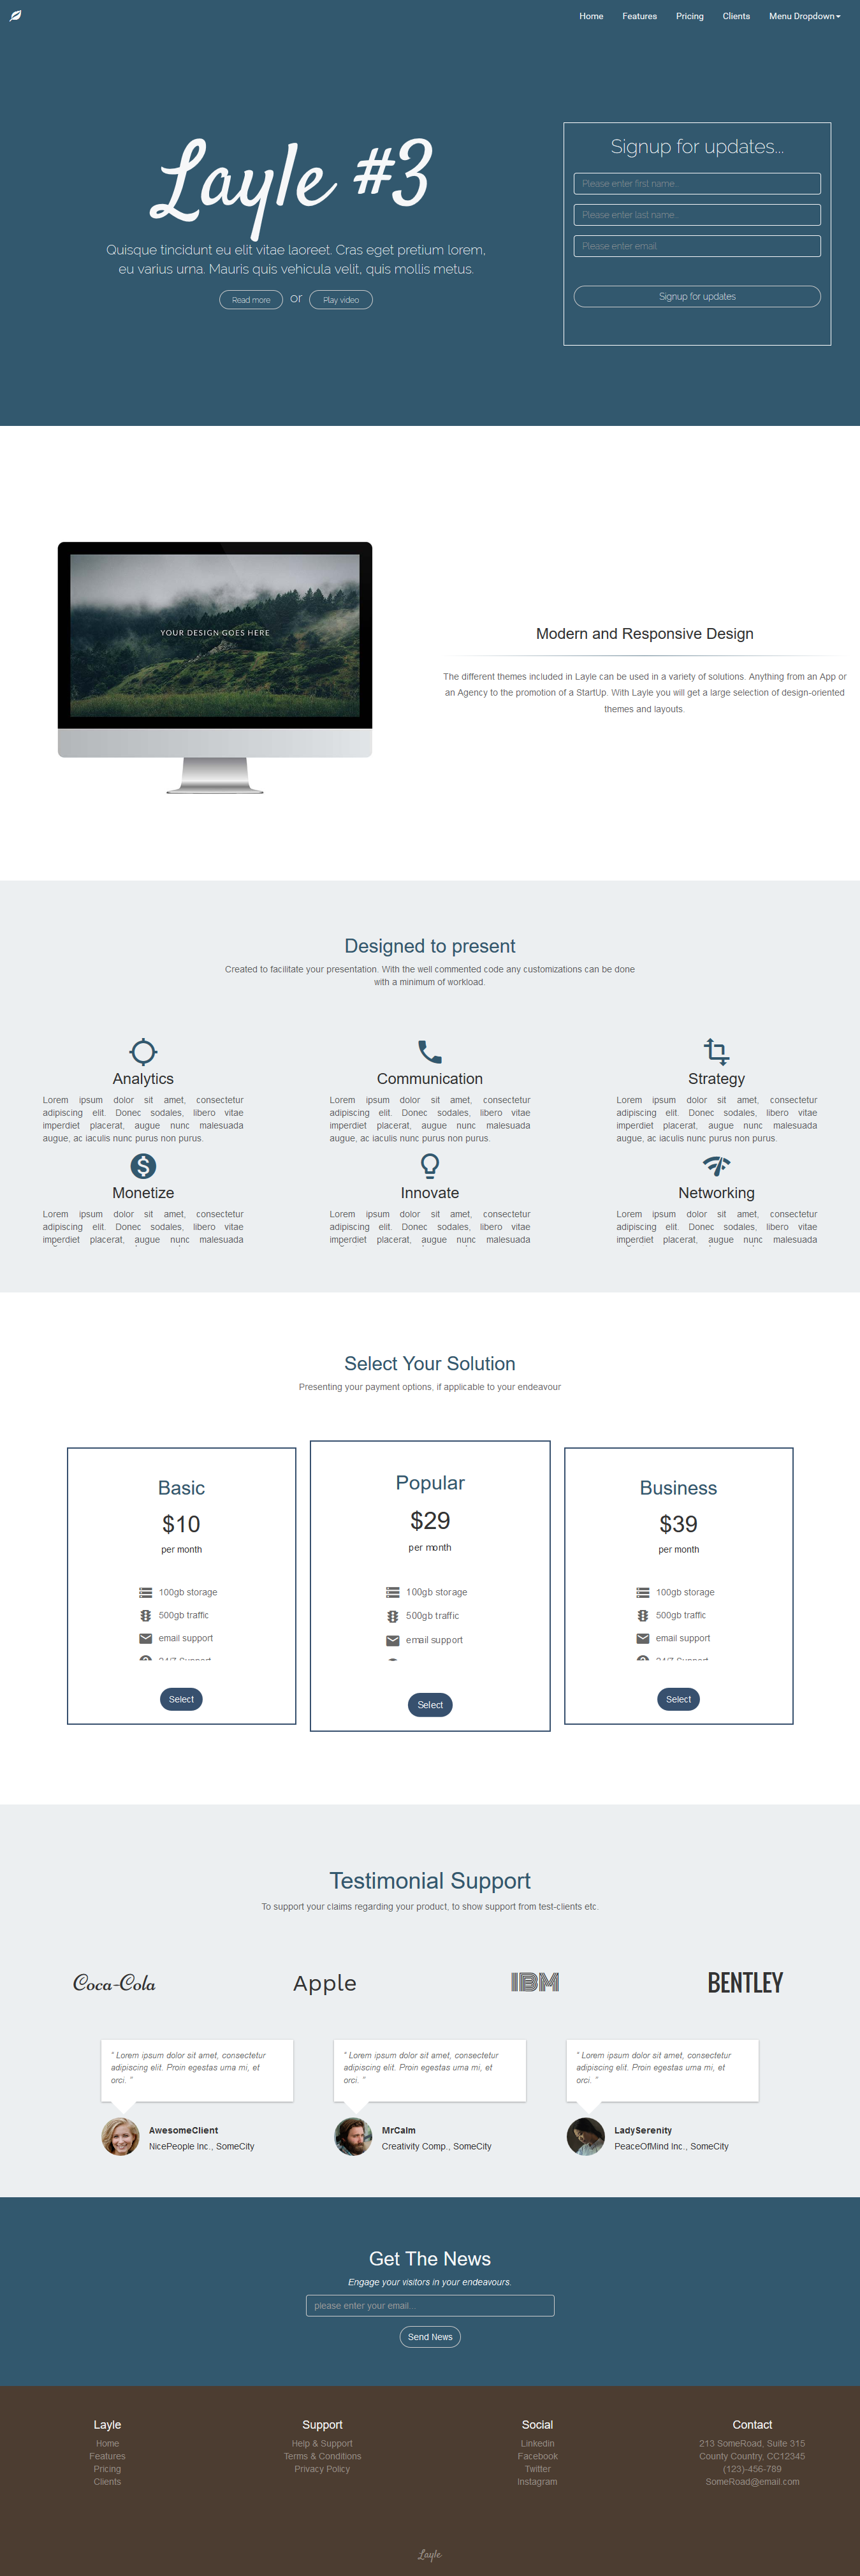 Home Features Pricing Clients Menu Dropdown
Layle #3
Quisque tincidunt eu elit vitae laoreet. Cras eget pretium lorem,
eu varius urna. Mauris quis vehicula velit, quis mollis metus.
Read more or Play video
Signup for updates...
Please enter first name..
Please enter last name..
Please enter email
Signup for updates
YOUR DESIGN GOES HERE
Modern and Responsive Design
The different themes included in Layle can be used in a variety of solutions. Anything from an App or
an Agency to the promotion of a StartUp. With Layle you will get a large selection of design-oriented
themes and layouts.
Designed to present
Created to facilitate your presentation. With the well commented code any customizations can be done
with a minimum of workload.
Analytics
Lorem ipsum dolor sit amet, consectetur
adipiscing elit. Donec sodales, libero vitae
imperdiet placerat, augue nunc malesuada
augue, ac iaculis nunc purus non purus.
Communication
Lorem ipsum dolor sit amet, consectetur
adipiscing elit. Donec sodales, libero vitae
imperdiet placerat, augue nunc malesuada
augue, ac iaculis nunc purus non purus.
Strategy
Lorem ipsum dolor sit amet, consectetur
adipiscing elit. Donec sodales, libero vitae
imperdiet placerat, augue nunc malesuada
augue, ac iaculis nunc purus non purus.
Monetize
Lorem ipsum dolor sit amet, consectetur
adipiscing elit. Donec sodales, libero vitae
imperdiet placerat, augue nunc malesuada
Innovate
Lorem ipsum dolor sit amet, consectetur
adipiscing elit. Donec sodales, libero vitae
imperdiet placerat, augue nunc malesuada
Networking
Lorem ipsum dolor sit amet, consectetur
adipiscing elit. Donec sodales, libero vitae
imperdiet placerat, augue nunc malesuada
Select Your Solution
Presenting your payment options, if applicable to your endeavour
Basic
$10
per month
100gb storage
500gb traffic
email support
24/7 Support
Select
Popular
$29
per month
100gb storage
500gb traffic
email support
Select
Business
$39
per month
100gb storage
500gb traffic
email support
24/7 Support
Select
Testimonial Support
To support your claims regarding your product, to show support from test-clients etc.
Coca-Cola
Apple
IBM
BENTLEY
" Lorem ipsum dolor sit amet, consectetur
adipiscing elit. Proin egestas urna mi, et
orci. "
AwesomeClient
NicePeople Inc., SomeCity
" Lorem ipsum dolor sit amet, consectetur
adipiscing elit. Proin egestas urna mi, et
orci. "
MrCalm
Creativity Comp., SomeCity
" Lorem ipsum dolor sit amet, consectetur
adipiscing elit. Proin egestas urna mi, et
orci. "
LadySerenity
PeaceOfMind Inc., SomeCity
Get The News
Engage your visitors in your endeavours.
please enter your email...
Send News
Layle
Home
Features
Pricing
Clients
Support
Help & Support
Terms & Conditions
Privacy Policy
Social
Linkedin
Facebook
Twitter
Instagram
Contact
213 SomeRoad, Suite 315
County Country, CC12345
(123)-456-789
SomeRoad@email.com
Layle